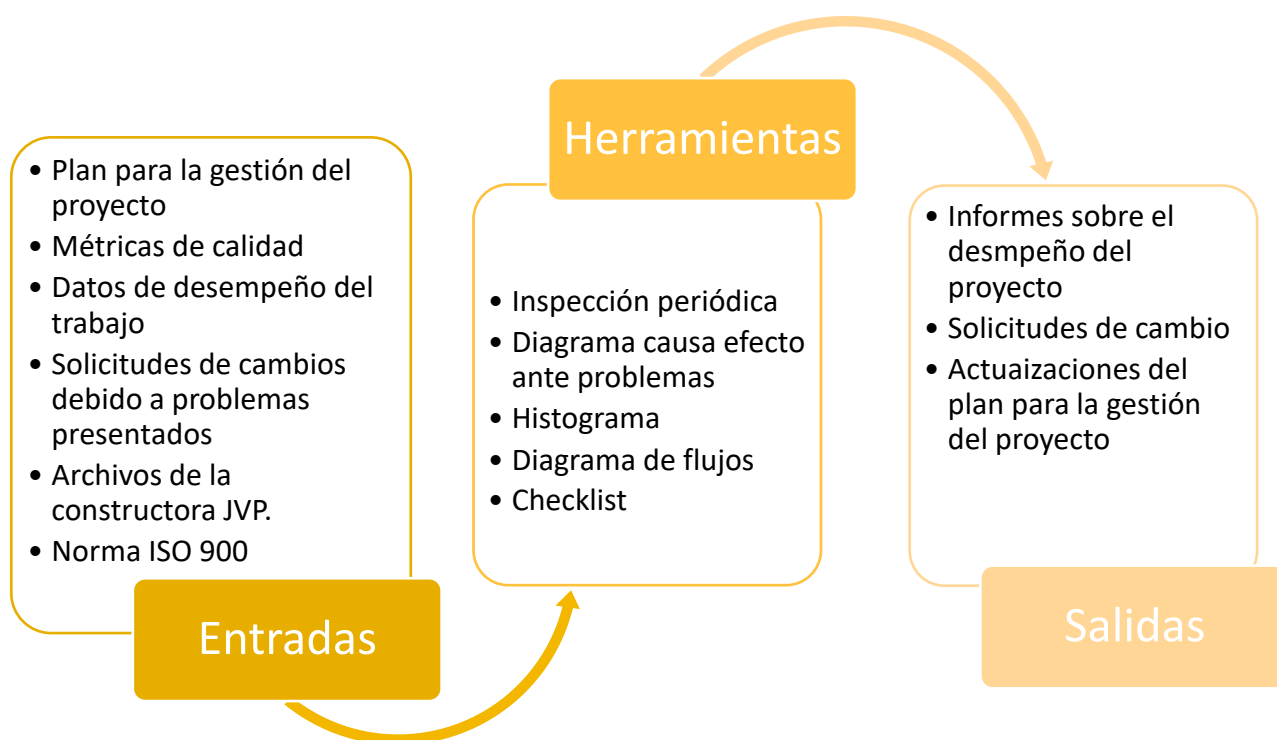 • Plan para la gestión del
proyecto
• Métricas de calidad
• Datos de desempeño del
trabajo
• Solicitudes de cambios
debido a problemas
presentados
• Archivos de la
constructora JVP.
• Norma ISO 900
Entradas
Herramientas
• Inspección periódica
• Diagrama causa efecto
ante problemas
• Histograma
• Diagrama de flujos
• Checklist
• Informes sobre el
desmpeño del
proyecto
• Solicitudes de cambio
• Actuaizaciones del
plan para la gestión
del proyecto
Salidas